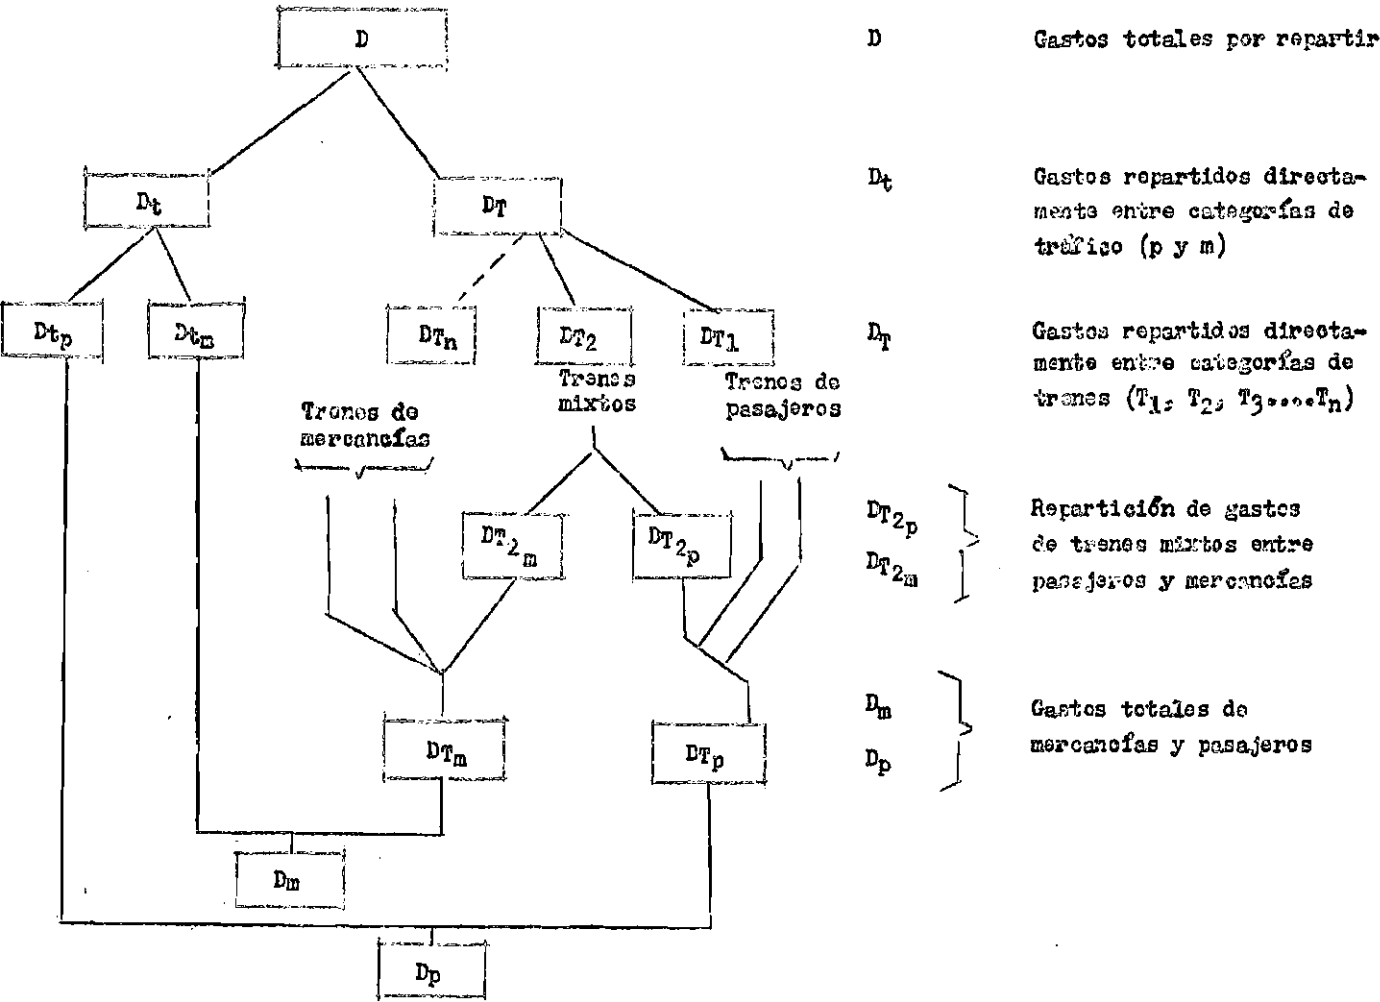 D
D Gastos totales por repartir
Dt
DT
Dt Gastos repartidos directa-
mente entre categorías de
tráfico (p y m)
Dtp
Dtm
DTn
DT2
DT1
DT Gastos repartidos directa-
mente entre categorías de
trenes (T1, T2, T3.....Tn)
Trenes
mixtos
Trenes de
pasajeros
Trenes de
mercancías
DT2m
DT2p
DT2p
DT2m
Repartición de gastos
de trenes mixtos entre
pasajeros y mercancías
DTm
DTp
Dm
Dp
Gastos totales de
mercancías y pasajeros
Dm
Dp